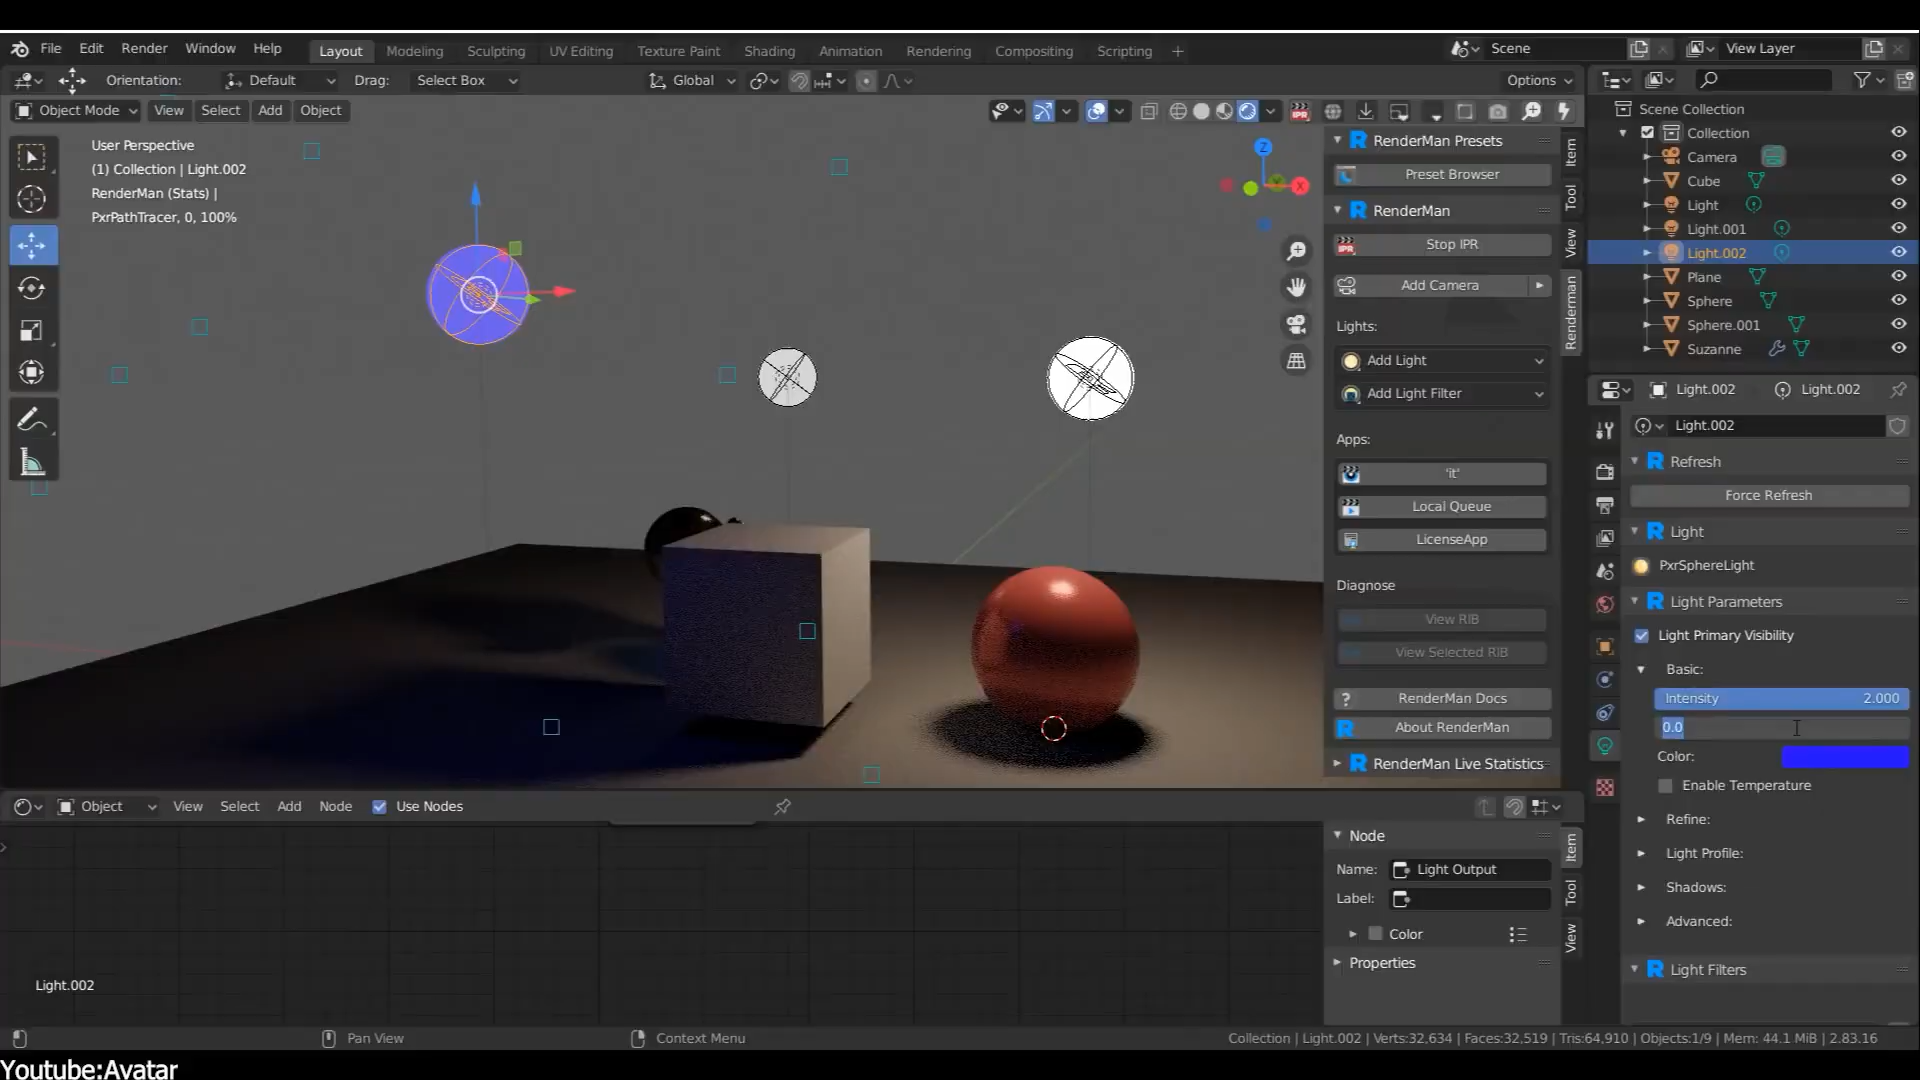 File Edit Render Window Help Layout Modeling Sculpting UV Editing Texture Paint Shading Animation Rendering Compositing Scripting + Scene View Layer
Orientation: Default Drag: Select Box Global Options
Object Mode View Select Add Object
User Perspective
(1) Collection | Light.002
RenderMan (Stats) |
PxrPathTracer, 0, 100%
Z
X
IPR
RenderMan Presets
Preset Browser
RenderMan
IPR Stop IPR
Add Camera
Lights:
Add Light
Add Light Filter
Apps:
'it'
Local Queue
LicenseApp
Diagnose
View RIB
View Selected RIB
? RenderMan Docs
About RenderMan
RenderMan Live Statistics
Item
Tool
View
Renderman
Scene Collection
Collection
Camera
Cube
Light
Light.001
Light.002
Plane
Sphere
Sphere.001
Suzanne
Light.002 Light.002
Light.002
Refresh
Force Refresh
Light
PxrSphereLight
Light Parameters
Light Primary Visibility
Basic:
Intensity 2.000
0.0
Color:
Enable Temperature
Refine:
Light Profile:
Shadows:
Advanced:
Light Filters
Object View Select Add Node Use Nodes
Node
Name: Light Output
Label:
Color
Properties
Item
Tool
View
Light.002
Pan View Context Menu Collection | Light.002 | Verts:32,634 | Faces:32,519 | Tris:64,910 | Objects:1/9 | Mem: 44.1 MiB | 2.83.16
Youtube:Avatar